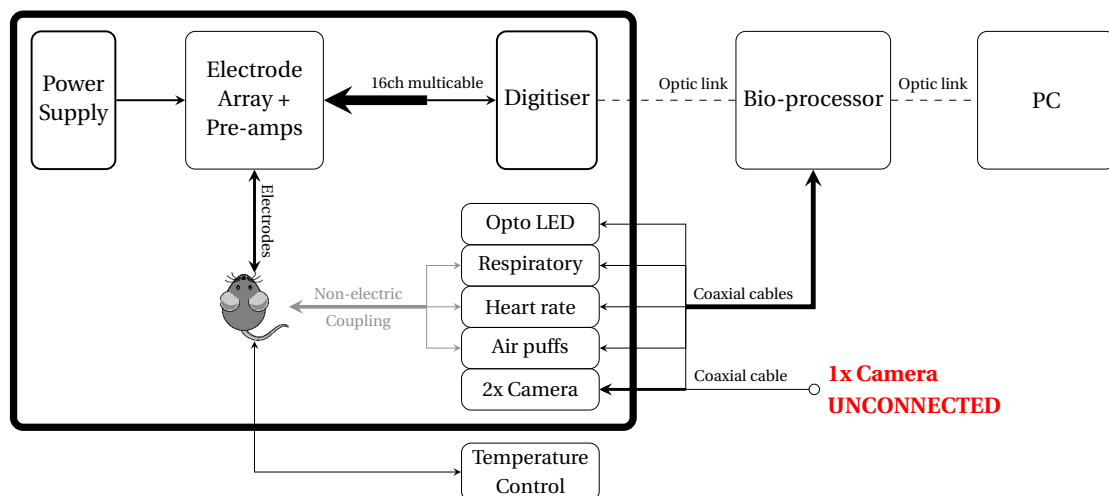 Power
Supply
Electrode
Array +
Pre-amps
16ch multicable
Digitiser
Optic link
Bio-processor
Optic link
PC
Electrodes
Opto LED
Respiratory
Heart rate
Air puffs
2x Camera
Non-electric
Coupling
Coaxial cables
Coaxial cable
1x Camera
UNCONNECTED
Temperature
Control